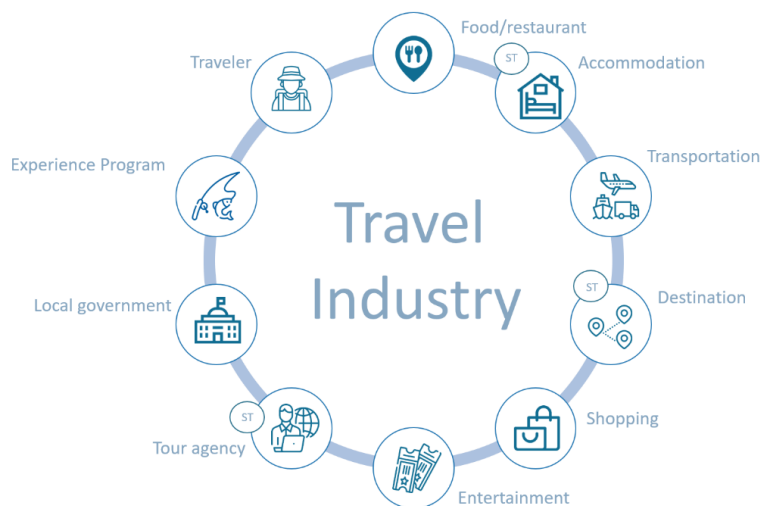 Food/restaurant
Traveler
ST
Accommodation
Experience Program
Transportation
Travel
Industry
ST
Local government
Destination
ST
Shopping
Tour agency
Entertainment